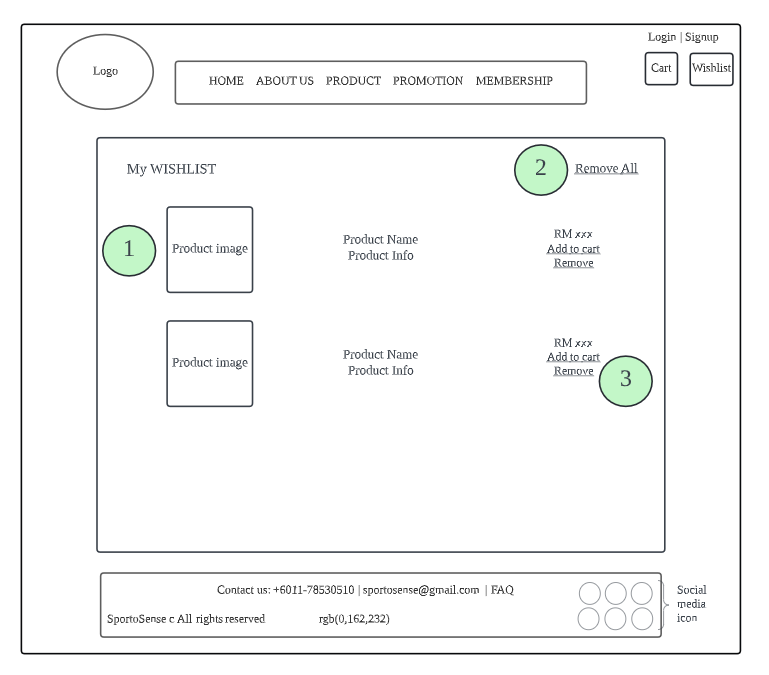 Login | Signup
Logo
HOME ABOUT US PRODUCT PROMOTION MEMBERSHIP
Cart
Wishlist
My WISHLIST
2
Remove All
1
Product image
Product Name
Product Info
RM xxx
Add to cart
Remove
Product image
Product Name
Product Info
RM xxx
Add to cart
Remove
3
Contact us: +6011-78530510 | sportosense@gmail.com | FAQ
SportoSense c All rights reserved
rgb(0,162,232)
Social
media
icon